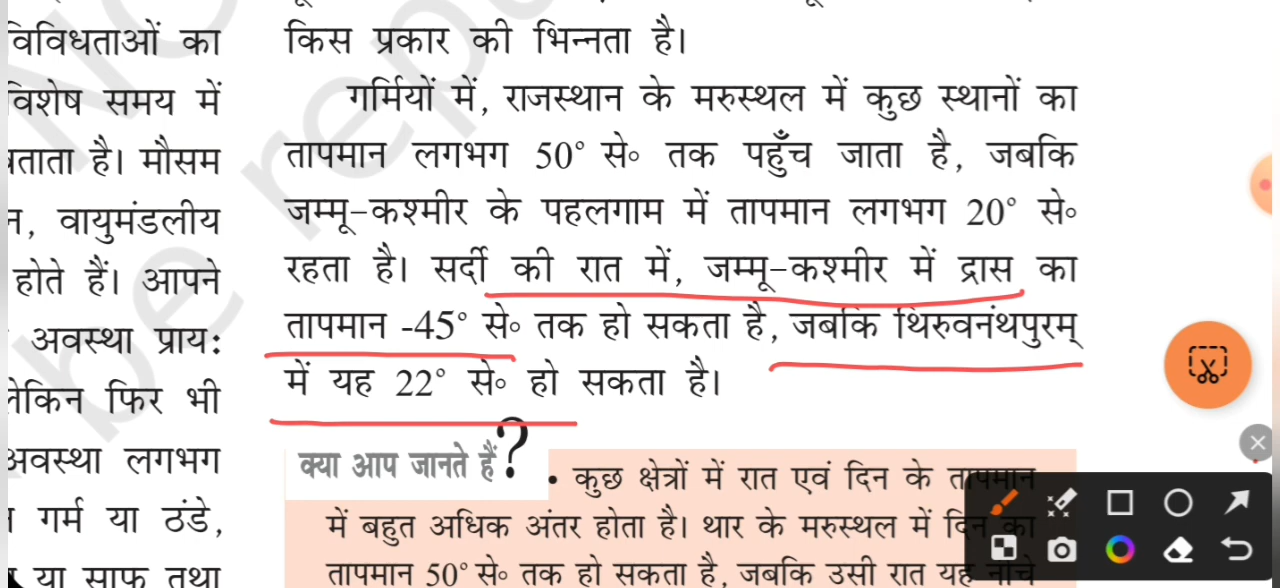 विविधताओं का
विशेष समय में
है। मौसम
वायुमंडलीय
होते हैं। आपने
अवस्था प्रायः
लेकिन फिर भी
अवस्था लगभग
गर्म या ठंडे,
या साफ तथा
किस प्रकार की भिन्नता है।
गर्मियों में, राजस्थान के मरुस्थल में कुछ स्थानों का
तापमान लगभग 50° से॰ तक पहुँच जाता है, जबकि
जम्मू-कश्मीर के पहलगाम में तापमान लगभग 20° से॰
रहता है। सर्दी की रात में, जम्मू-कश्मीर में द्रास का
तापमान -45° से॰ तक हो सकता है, जबकि थिरुवनंथपुरम्
में यह 22° से॰ हो सकता है।
क्या आप जानते हैं?
• कुछ क्षेत्रों में रात एवं दिन के तापमान
में बहुत अधिक अंतर होता है। थार के मरुस्थल में दिन का
तापमान 50° से॰ तक हो सकता है, जबकि उसी रात यह नीचे
be repu